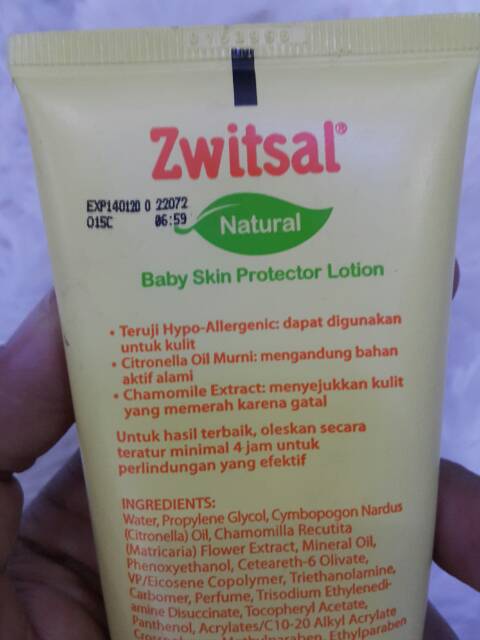 Zwitsal®
EXP140120 0 22072
015C 06:59
Natural
Baby Skin Protector Lotion
• Teruji Hypo-Allergenic: dapat digunakan
untuk kulit
• Citronella Oil Murni: mengandung bahan
aktif alami
• Chamomile Extract: menyejukkan kulit
yang memerah karena gatal
Untuk hasil terbaik, oleskan secara
teratur minimal 4 jam untuk
perlindungan yang efektif
INGREDIENTS:
Water, Propylene Glycol, Cymbopogon Nardus
(Citronella) Oil, Chamomilla Recutita
(Matricaria) Flower Extract, Mineral Oil,
Phenoxyethanol, Ceteareth-6 Olivate,
VP/Eicosene Copolymer, Triethanolamine,
Carbomer, Perfume, Trisodium Ethylenedi-
amine Disuccinate, Tocopheryl Acetate,
Panthenol, Acrylates/C10-20 Alkyl Acrylate
Methylparaben, Ethylparaben